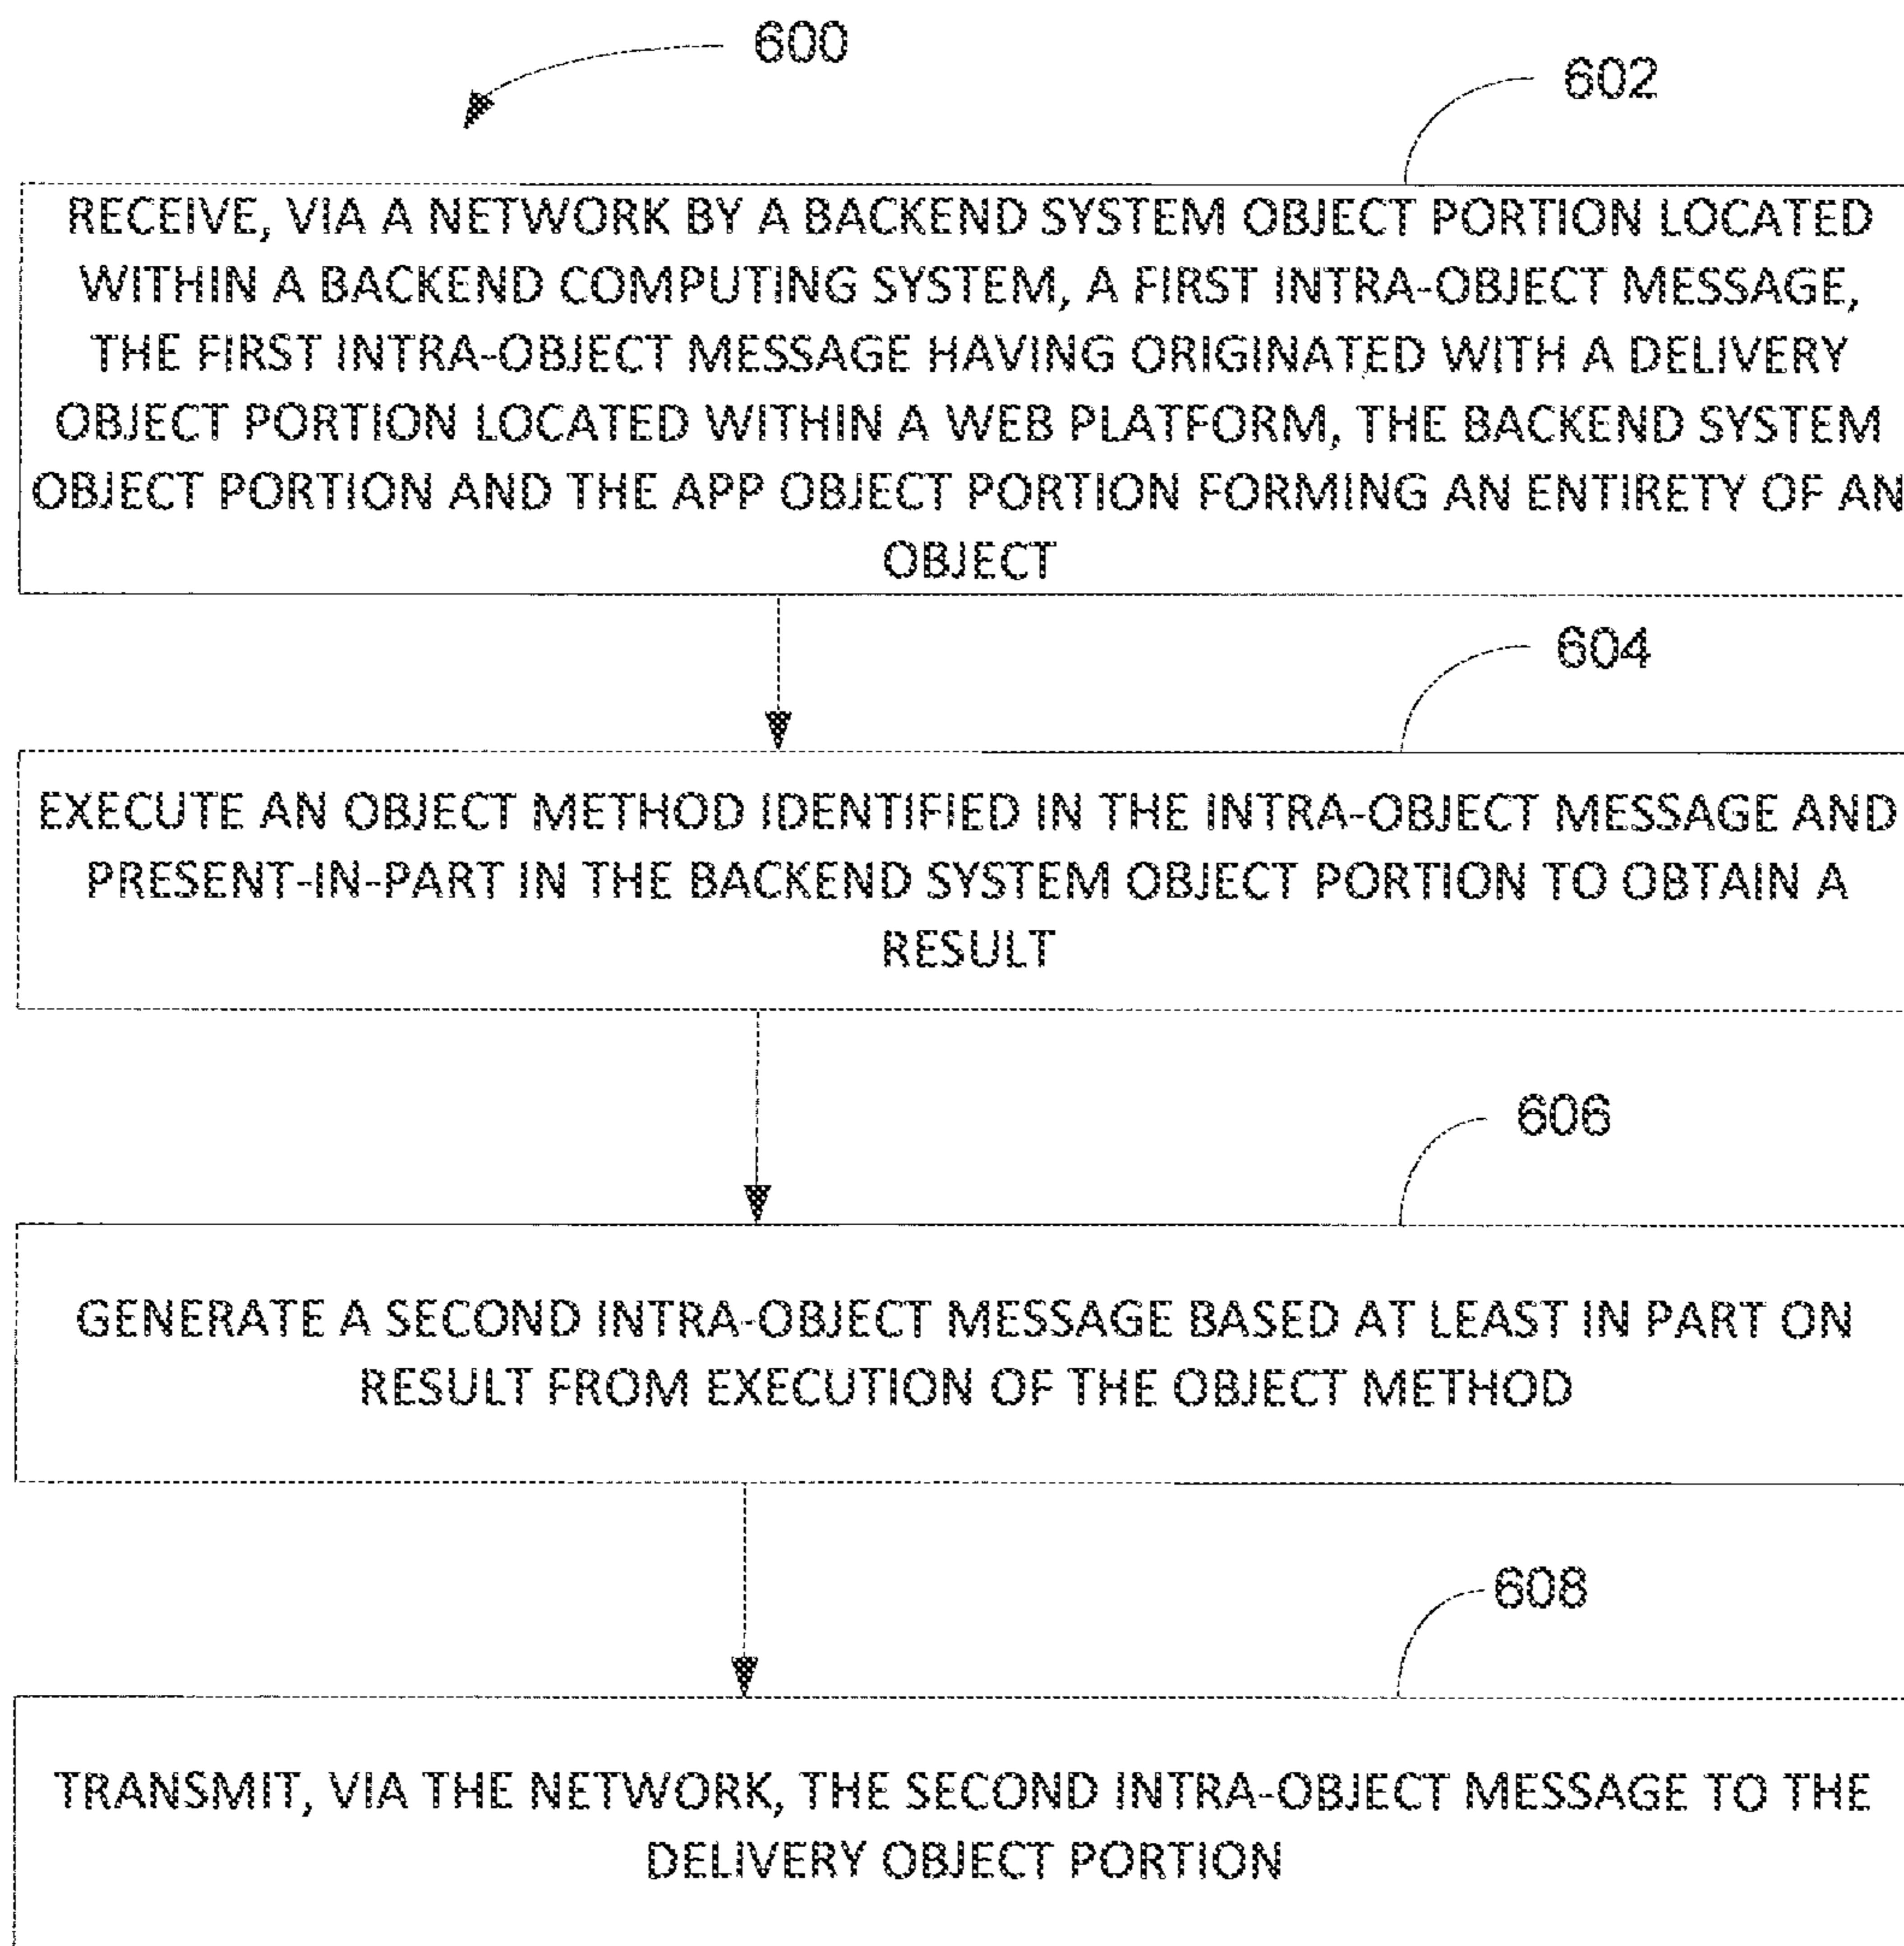 600
602
RECEIVE, VIA A NETWORK BY A BACKEND SYSTEM OBJECT PORTION LOCATED
WITHIN A BACKEND COMPUTING SYSTEM, A FIRST INTRA-OBJECT MESSAGE,
THE FIRST INTRA-OBJECT MESSAGE HAVING ORIGINATED WITH A DELIVERY
OBJECT PORTION LOCATED WITHIN A WEB PLATFORM, THE BACKEND SYSTEM
OBJECT PORTION AND THE APP OBJECT PORTION FORMING AN ENTIRETY OF AN
OBJECT
604
EXECUTE AN OBJECT METHOD IDENTIFIED IN THE INTRA-OBJECT MESSAGE AND
PRESENT-IN-PART IN THE BACKEND SYSTEM OBJECT PORTION TO OBTAIN A
RESULT
606
GENERATE A SECOND INTRA-OBJECT MESSAGE BASED AT LEAST IN PART ON
RESULT FROM EXECUTION OF THE OBJECT METHOD
608
TRANSMIT, VIA THE NETWORK, THE SECOND INTRA-OBJECT MESSAGE TO THE
DELIVERY OBJECT PORTION